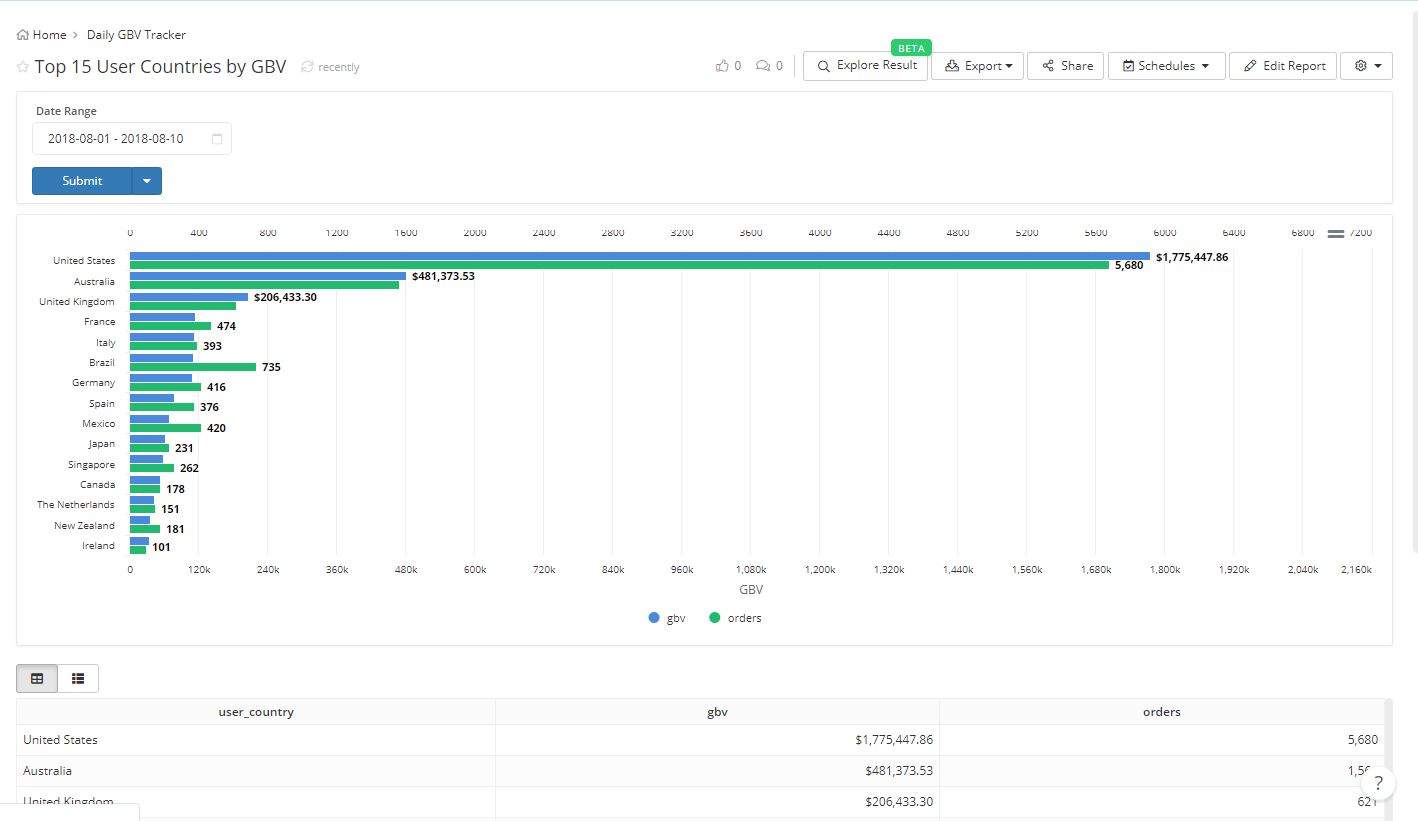 Home > Daily GBV Tracker
Top 15 User Countries by GBV recently
0 0 Explore Result BETA Export Share Schedules Edit Report
Date Range
2018-08-01 - 2018-08-10
Submit
0 400 800 1200 1600 2000 2400 2800 3200 3600 4000 4400 4800 5200 5600 6000 6400 6800 7200
United States $1,775,447.86
5,680
Australia $481,373.53
United Kingdom $206,433.30
France 474
Italy 393
Brazil 735
Germany 416
Spain 376
Mexico 420
Japan 231
Singapore 262
Canada 178
The Netherlands 151
New Zealand 181
Ireland 101
0 120k 240k 360k 480k 600k 720k 840k 960k 1,080k 1,200k 1,320k 1,440k 1,560k 1,680k 1,800k 1,920k 2,040k 2,160k
GBV
gbv orders
user_country gbv orders
United States $1,775,447.86 5,680
Australia $481,373.53
United Kingdom $206,433.30 621
?